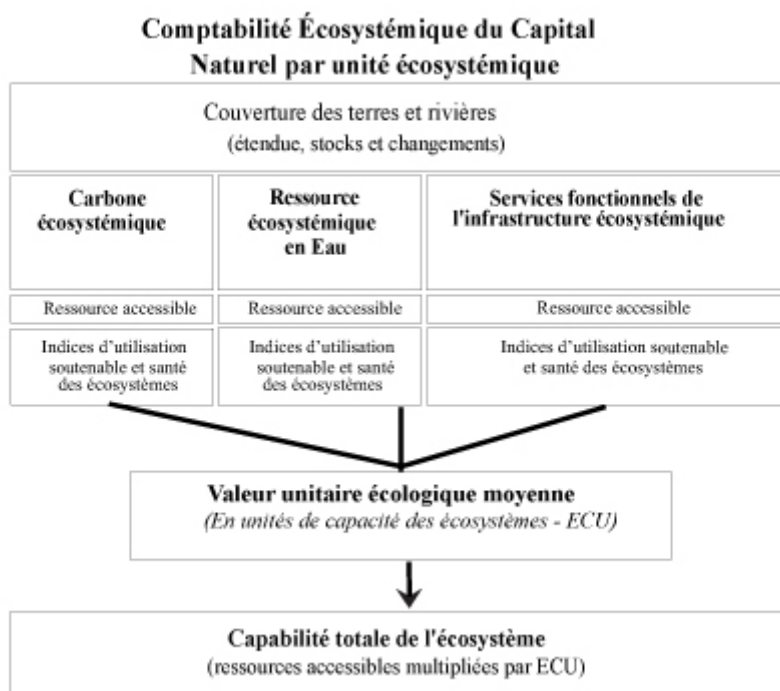 Comptabilité Écosystémique du Capital
Naturel par unité écosystémique
Couverture des terres et rivières
(étendue, stocks et changements)
Carbone
écosystémique
Ressource
écosystémique
en Eau
Services fonctionnels de
l'infrastructure écosystémique
Ressource accessible
Ressource accessible
Ressource accessible
Indices d’utilisation
soutenable et santé
des écosystèmes
Indices d’utilisation
soutenable et santé
des écosystèmes
Indices d’utilisation soutenable
et santé des écosystèmes
Valeur unitaire écologique moyenne
(En unités de capacité des écosystèmes - ECU)
Capabilité totale de l'écosystème
(ressources accessibles multipliées par ECU)